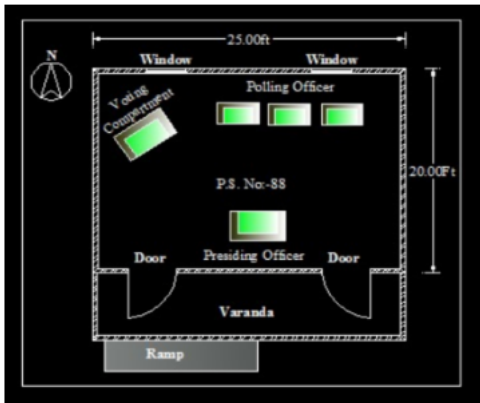 25.00ft
N
Window
Window
Voting
Compartment
Polling Officer
20.00Ft
P.S. No:-88
Door
Presiding Officer
Door
Varanda
Ramp